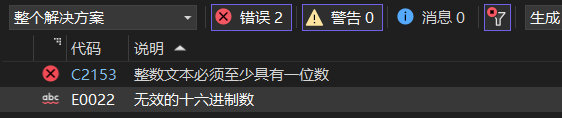 整个解决方案 错误 2 警告 0 消息 0 生成
代码 说明
C2153 整数文本必须至少具有一位数
abc E0022 无效的十六进制数